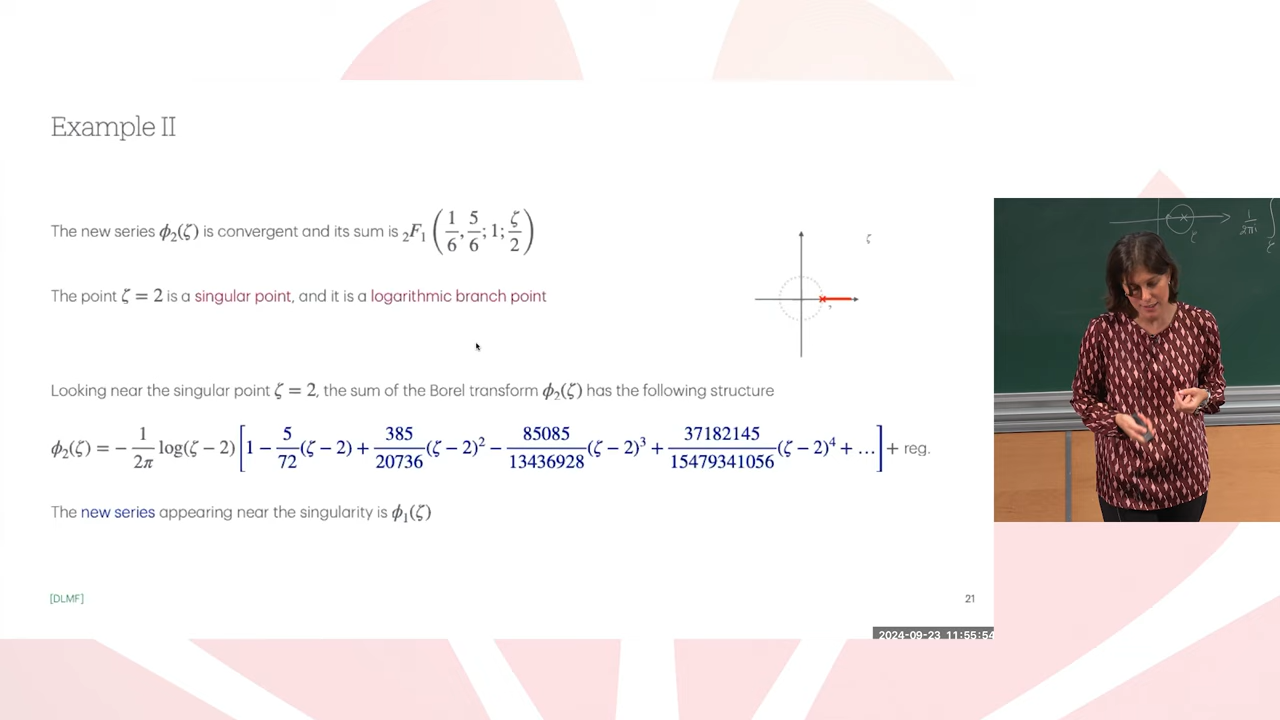 Example II
The new series ϕ₂(ζ) is convergent and its sum is ₂F₁(1/6, 5/6; 1; ζ/2)
ζ
The point ζ = 2 is a singular point, and it is a logarithmic branch point
Looking near the singular point ζ = 2, the sum of the Borel transform ϕ₂(ζ) has the following structure
ϕ₂(ζ) = − 1/2π log(ζ − 2)[1 − 5/72(ζ − 2) + 385/20736(ζ − 2)² − 85085/13436928(ζ − 2)³ + 37182145/15479341056(ζ − 2)⁴ + …] + reg.
The new series appearing near the singularity is ϕ₁(ζ)
[DLMF]
21
2024-09-23 11:55:54
1/2πi ∫
ζ